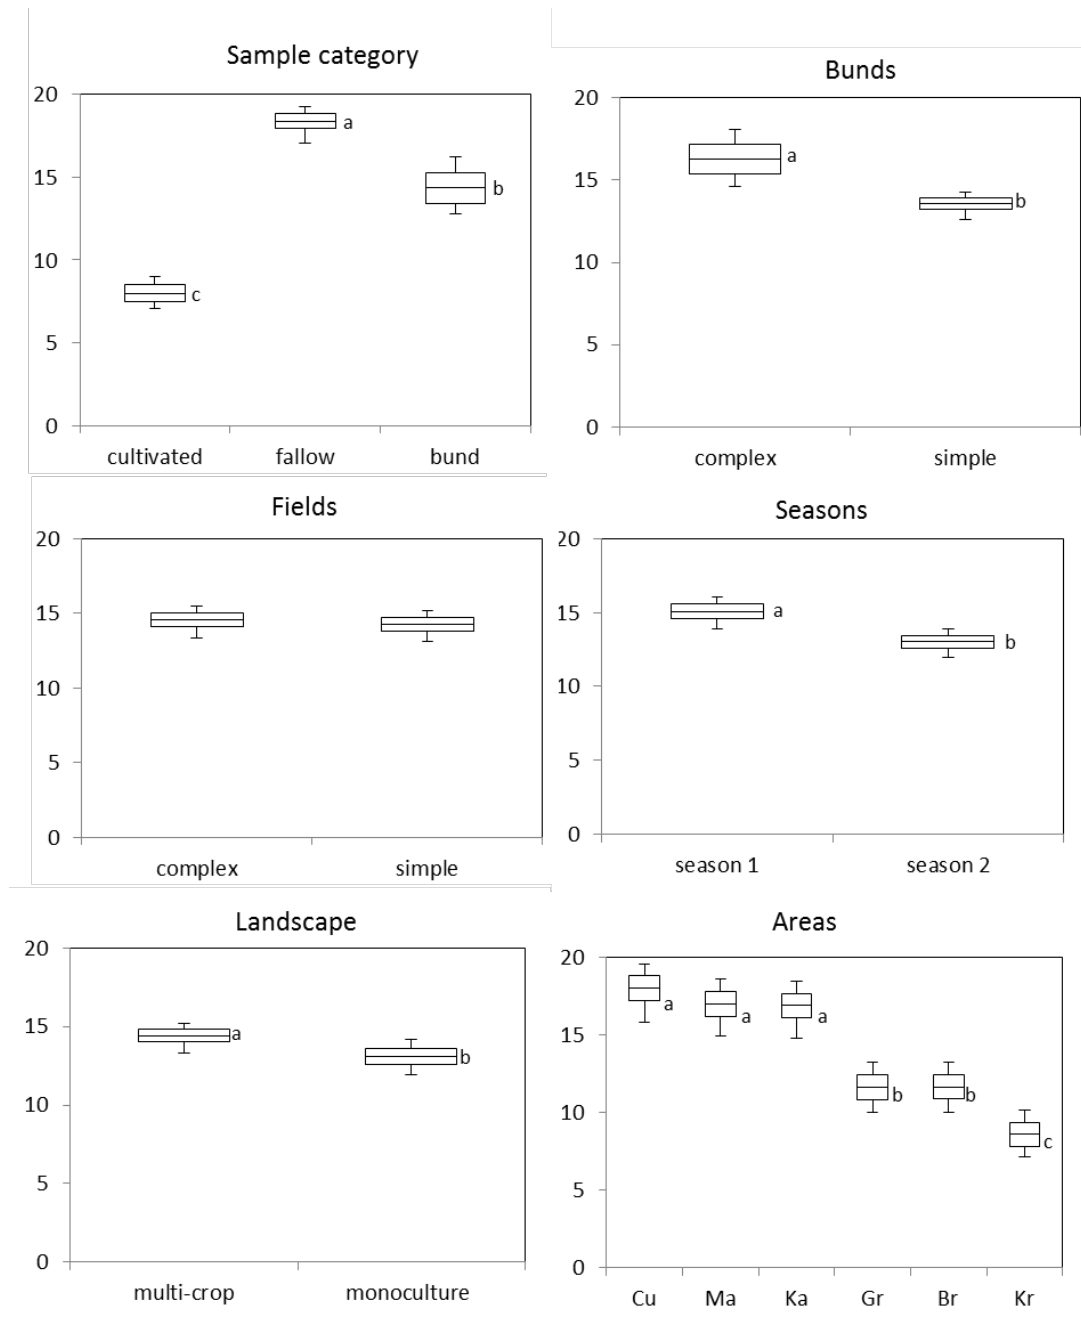 Sample category
20
15
10
5
0
a
b
c
cultivated fallow bund
Bunds
20
15
10
5
0
a
b
complex simple
Fields
20
15
10
5
0
complex simple
Seasons
20
15
10
5
0
a
b
season 1 season 2
Landscape
20
15
10
5
0
a
b
multi-crop monoculture
Areas
20
15
10
5
0
a
a
a
b
b
c
Cu Ma Ka Gr Br Kr